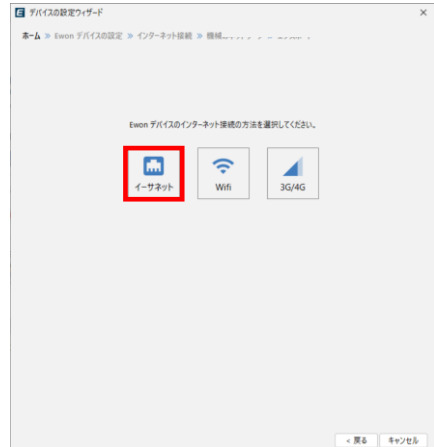 デバイスの設定ウィザード
ホーム » Ewon デバイスの設定 » インターネット接続 »
Ewon デバイスのインターネット接続の方法を選択してください。
イーサネット
Wifi
3G/4G
< 戻る
キャンセル